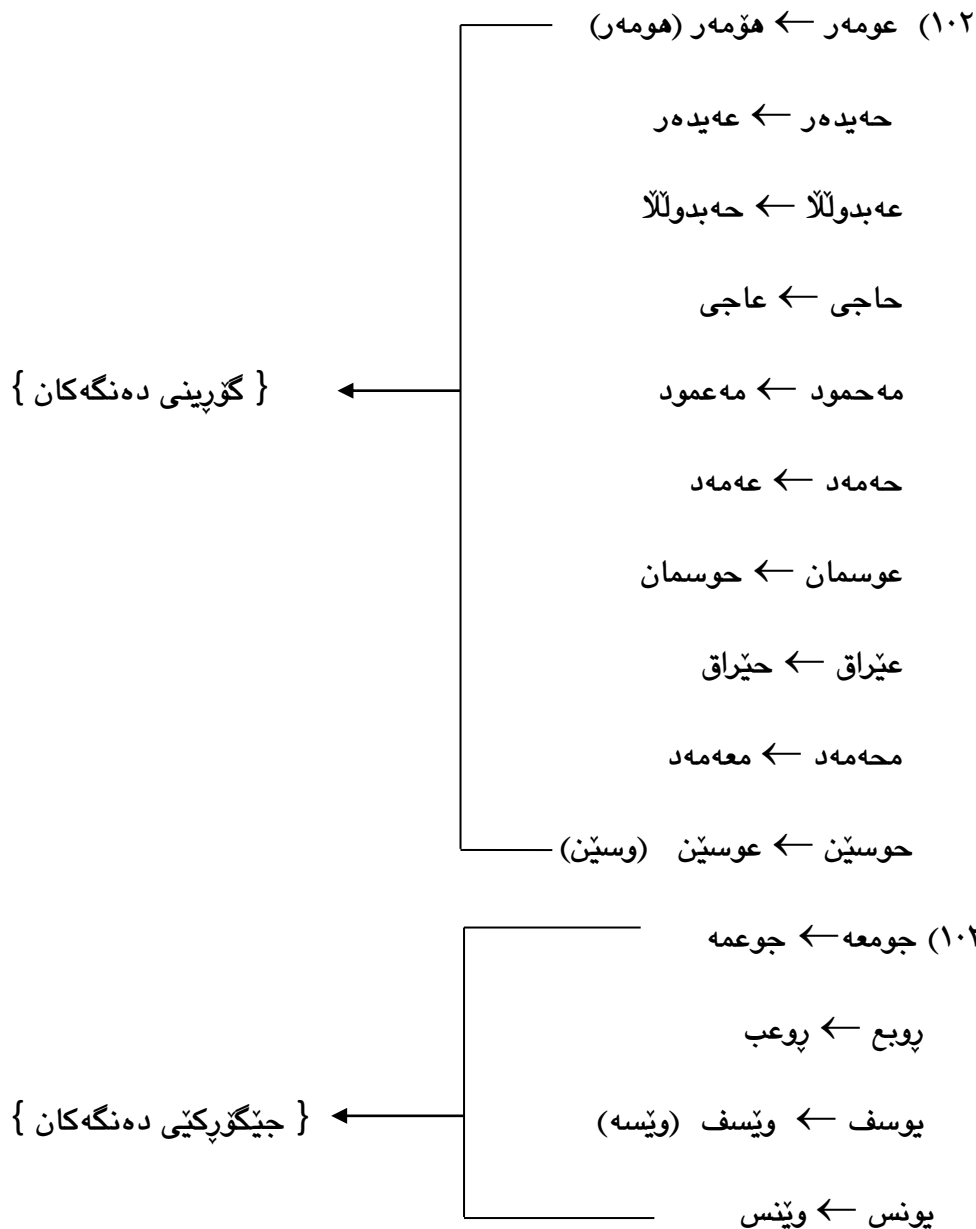 ١٠٢) عومەر ← هۆمەر (هومەر)
حەیدەر ← عەیدەر
عەبدوڵڵا ← حەبدوڵڵا
حاجی ← عاجی
{ گۆڕینی دەنگەکان }
مەحمود ← مەعمود
حەمەد ← عەمەد
عوسمان ← حوسمان
عێراق ← حێراق
محەمەد ← معەمەد
حوسێن ← عوسێن (وسێن)
جومعە ← جوعمە
ڕوبع ← ڕوعب
{ جێگۆڕکێی دەنگەکان }
یوسف ← وێسف (وێسە)
یونس ← وێنس